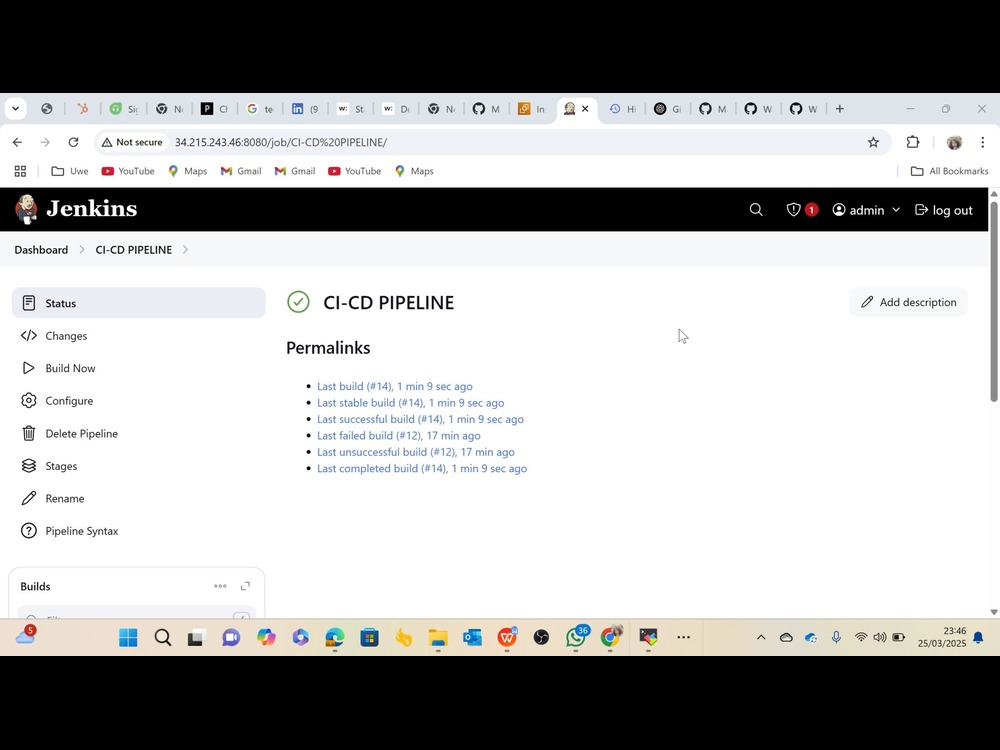 Sig
N
P
Cl
te
in
(9
w:
St
w:
D
N
M
In
Hi
Gi
M
W
W
Not secure
34.215.243.46:8080/job/CI-CD%20PIPELINE/
Uwe
YouTube
Maps
Gmail
Gmail
YouTube
Maps
All Bookmarks
Jenkins
1
admin
log out
Dashboard
CI-CD PIPELINE
Status
Changes
Build Now
Configure
Delete Pipeline
Stages
Rename
Pipeline Syntax
Builds
CI-CD PIPELINE
Add description
Permalinks
Last build (#14), 1 min 9 sec ago
Last stable build (#14), 1 min 9 sec ago
Last successful build (#14), 1 min 9 sec ago
Last failed build (#12), 17 min ago
Last unsuccessful build (#12), 17 min ago
Last completed build (#14), 1 min 9 sec ago
5
36
23:46
25/03/2025